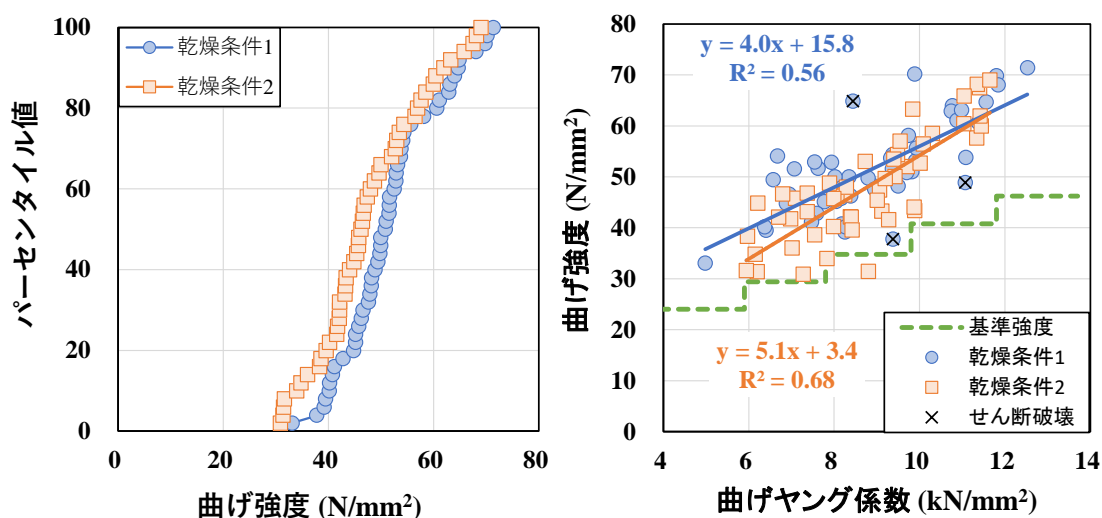 乾燥条件1
乾燥条件2
パーセンタイル値
100
80
60
40
20
0
0 20 40 60 80
曲げ強度 (N/mm²)
y = 4.0x + 15.8
R² = 0.56
y = 5.1x + 3.4
R² = 0.68
基準強度
乾燥条件1
乾燥条件2
せん断破壊
曲げ強度 (N/mm²)
80
70
60
50
40
30
20
10
0
4 6 8 10 12 14
曲げヤング係数 (kN/mm²)